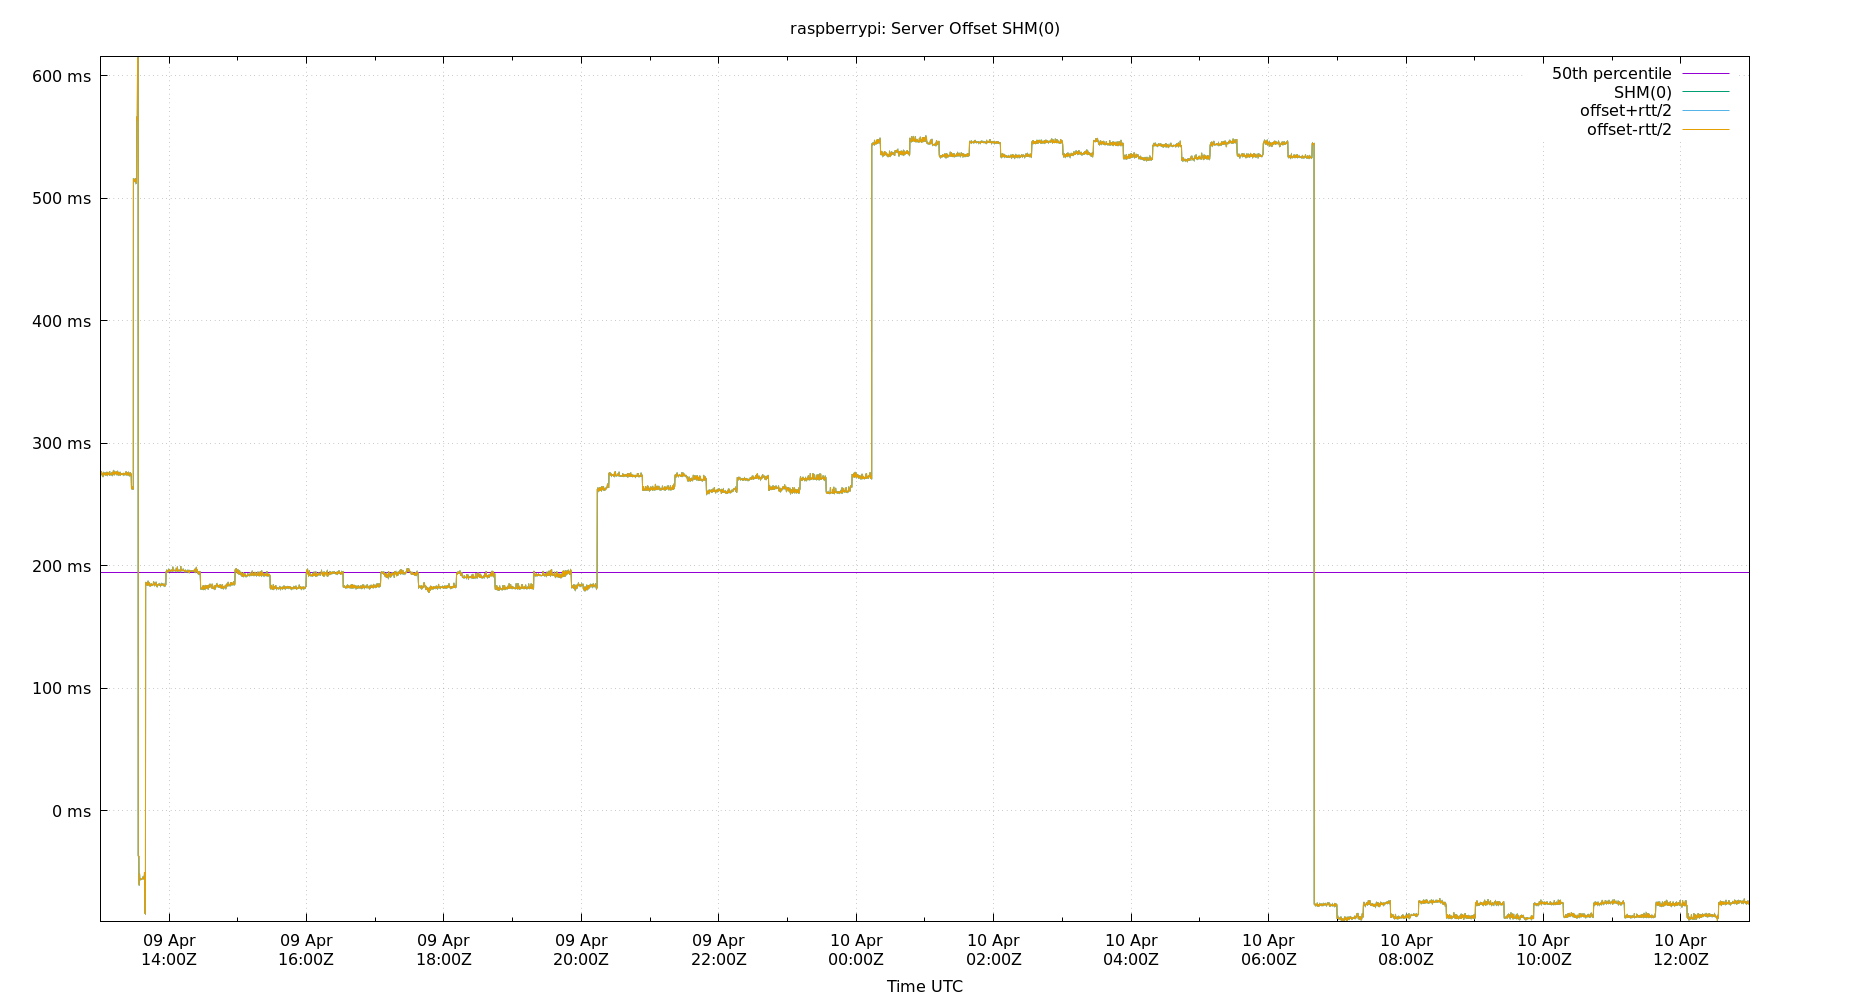 raspberrypi: Server Offset SHM(0)
50th percentile
SHM(0)
offset+rtt/2
offset-rtt/2
600 ms
500 ms
400 ms
300 ms
200 ms
100 ms
0 ms
09 Apr 09 Apr 09 Apr 09 Apr 09 Apr 10 Apr 10 Apr 10 Apr 10 Apr 10 Apr 10 Apr 10 Apr
14:00Z 16:00Z 18:00Z 20:00Z 22:00Z 00:00Z 02:00Z 04:00Z 06:00Z 08:00Z 10:00Z 12:00Z
Time UTC